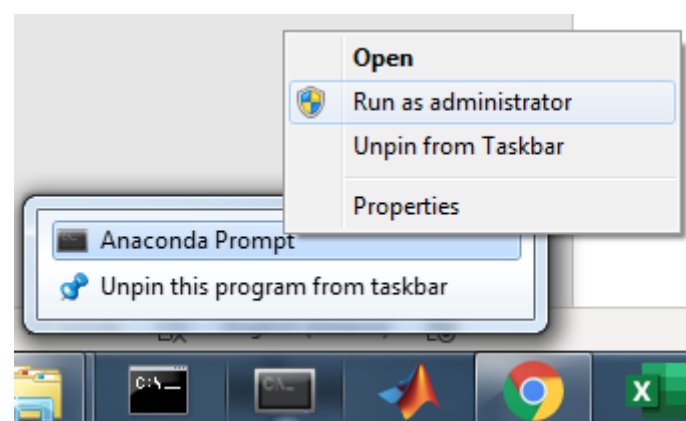 Open
Run as administrator
Unpin from Taskbar
Properties
Anaconda Prompt
Unpin this program from taskbar
C:\_
C:\_
X